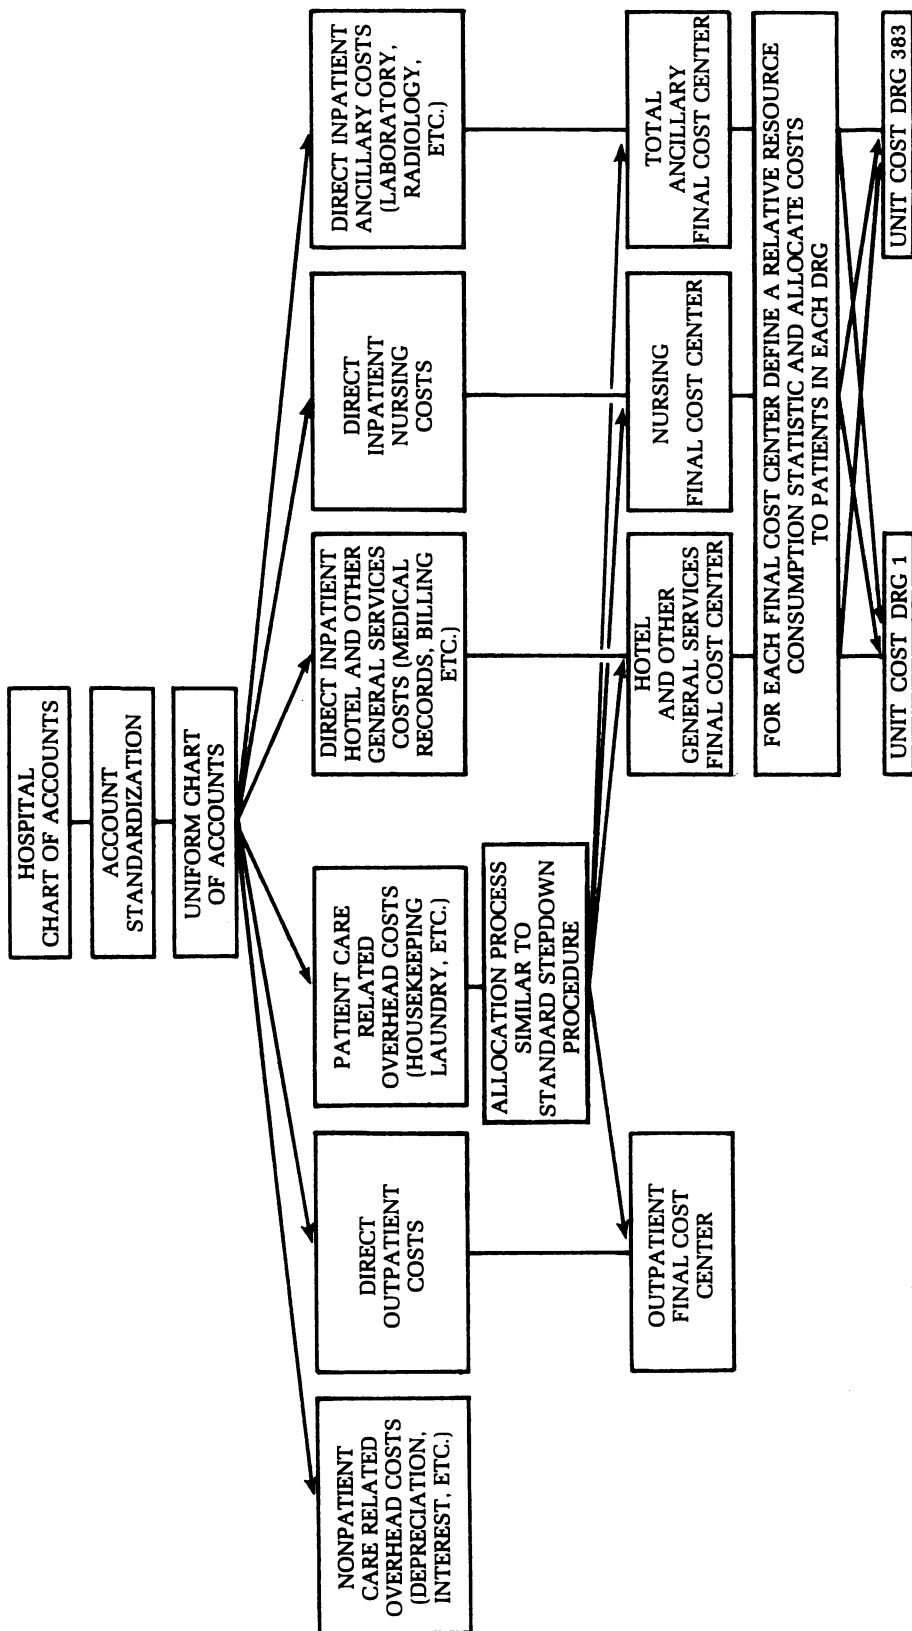 HOSPITAL
CHART OF ACCOUNTS
ACCOUNT
STANDARDIZATION
UNIFORM CHART
OF ACCOUNTS
NONPATIENT
CARE RELATED
OVERHEAD COSTS
(DEPRECIATION,
INTEREST, ETC.)
DIRECT
OUTPATIENT
COSTS
PATIENT CARE
RELATED
OVERHEAD COSTS
(HOUSEKEEPING
LAUNDRY, ETC.)
DIRECT INPATIENT
HOTEL AND OTHER
GENERAL SERVICES
COSTS (MEDICAL
RECORDS, BILLING
ETC.)
DIRECT
INPATIENT
NURSING
COSTS
DIRECT INPATIENT
ANCILLARY COSTS
(LABORATORY,
RADIOLOGY,
ETC.)
ALLOCATION PROCESS
SIMILAR TO
STANDARD STEPDOWN
PROCEDURE
OUTPATIENT
FINAL COST
CENTER
HOTEL
AND OTHER
GENERAL SERVICES
FINAL COST CENTER
NURSING
FINAL COST CENTER
TOTAL
ANCILLARY
FINAL COST CENTER
FOR EACH FINAL COST CENTER DEFINE A RELATIVE RESOURCE
CONSUMPTION STATISTIC AND ALLOCATE COSTS
TO PATIENTS IN EACH DRG
UNIT COST DRG 1
UNIT COST DRG 383